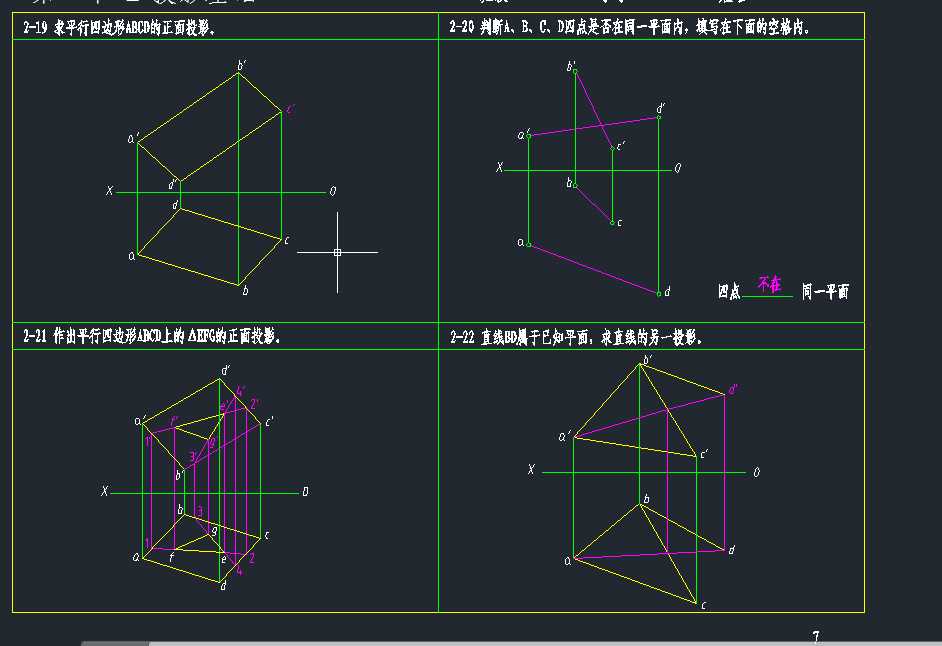 2-19 求平行四边形ABCD的正面投影.
2-20 判断A、B、C、D四点是否在同一平面内，填写在下面的空格内.
b'
c'
a'
d'
X
O
d
a
c
b
b'
d'
a'
c'
X
O
b
c
a
d
四点 不在 同一平面
2-21 作出平行四边形ABCD上的 ΔEFG的正面投影.
2-22 直线BD属于已知平面，求直线的另一投影.
d'
4'
e'
2'
a'
f'
c'
1'
g'
3'
b'
X
O
b
3
g
c
1
a
f
e
2
4
d
b'
d'
a'
c'
X
O
b
a
d
c
7